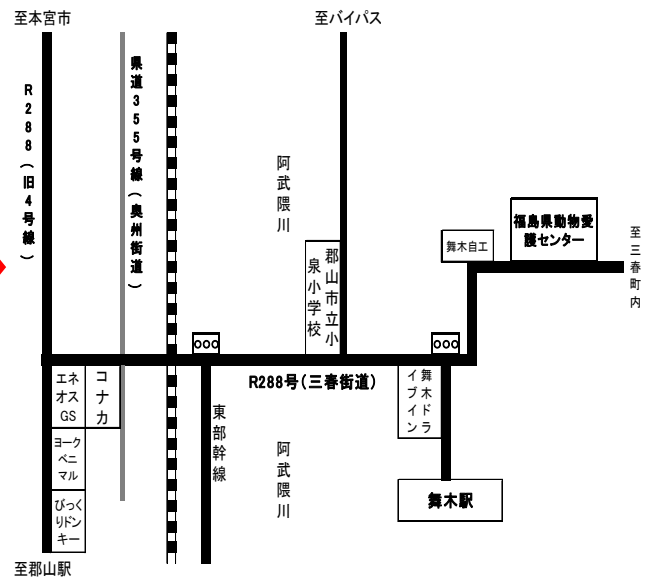 至本宮市
至バイパス
R288(旧4号線)
県道355号線(奥州街道)
阿武隈川
福島県動物愛
護センター
舞木自工
至三春町内
郡山市立小
泉小学校
R288号(三春街道)
エネ
オス
GS
コナカ
舞木ドラ
イブイン
東部幹線
ヨーク
ベニ
マル
阿武隈川
びっく
りドン
キー
舞木駅
至郡山駅